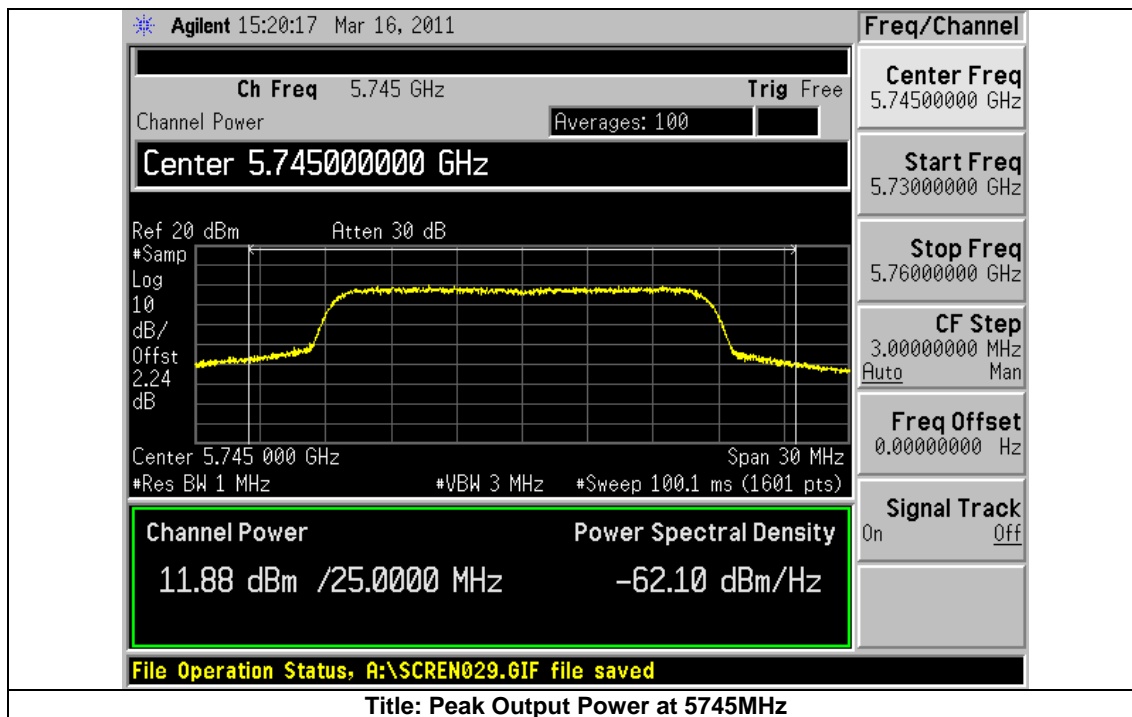 Agilent 15:20:17 Mar 16, 2011
Freq/Channel
Ch Freq 5.745 GHz Trig Free
Channel Power Averages: 100
Center 5.745000000 GHz
Ref 20 dBm Atten 30 dB
#Samp
Log
10
dB/
Offst
2.24
dB
Center 5.745 000 GHz Span 30 MHz
#Res BW 1 MHz #VBW 3 MHz #Sweep 100.1 ms (1601 pts)
Channel Power Power Spectral Density
11.88 dBm /25.0000 MHz -62.10 dBm/Hz
File Operation Status, A:\SCREN029.GIF file saved
Center Freq
5.74500000 GHz
Start Freq
5.73000000 GHz
Stop Freq
5.76000000 GHz
CF Step
3.00000000 MHz
Auto Man
Freq Offset
0.00000000 Hz
Signal Track
On Off
Title: Peak Output Power at 5745MHz